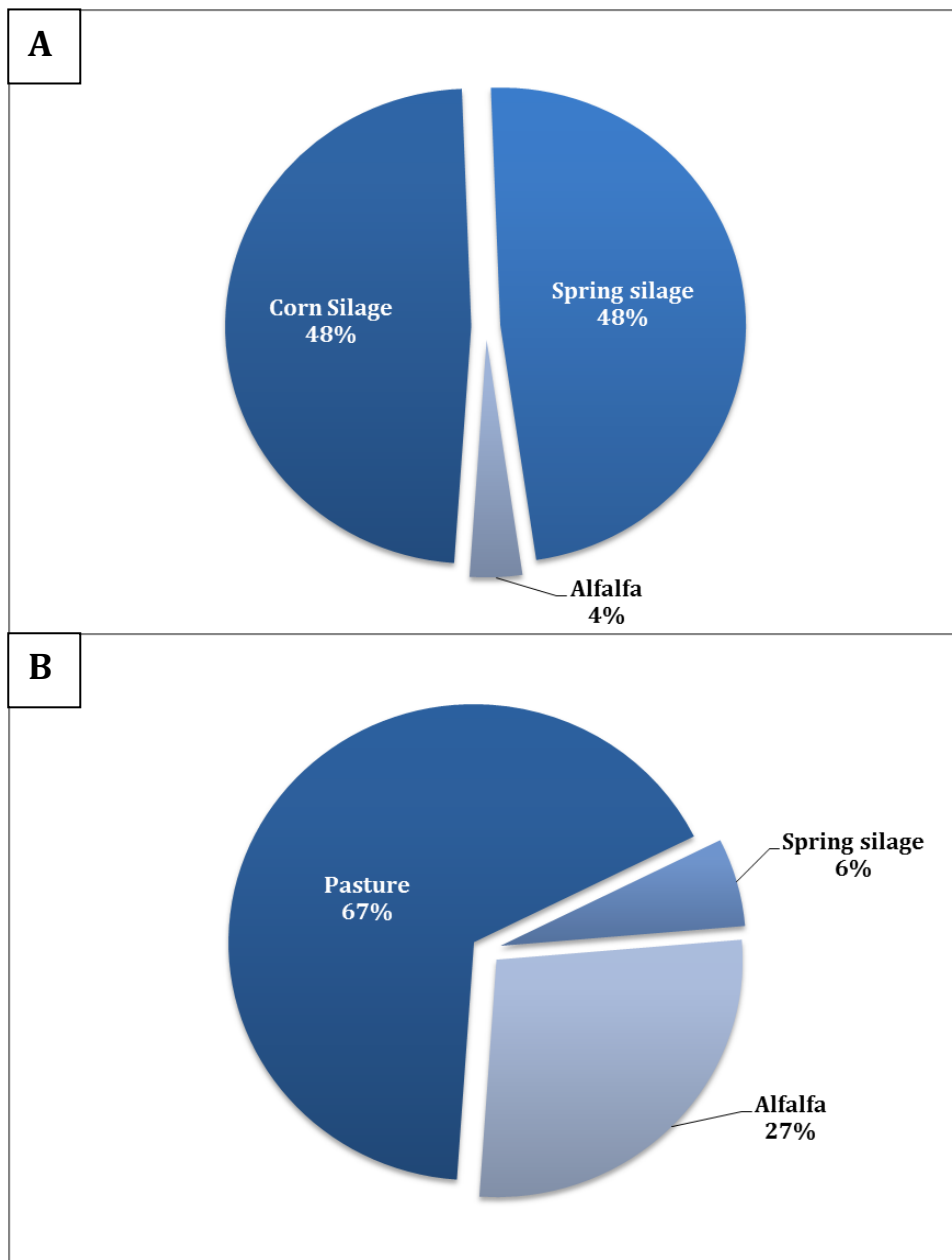 A
Corn Silage
48%
Spring silage
48%
Alfalfa
4%
B
Pasture
67%
Spring silage
6%
Alfalfa
27%